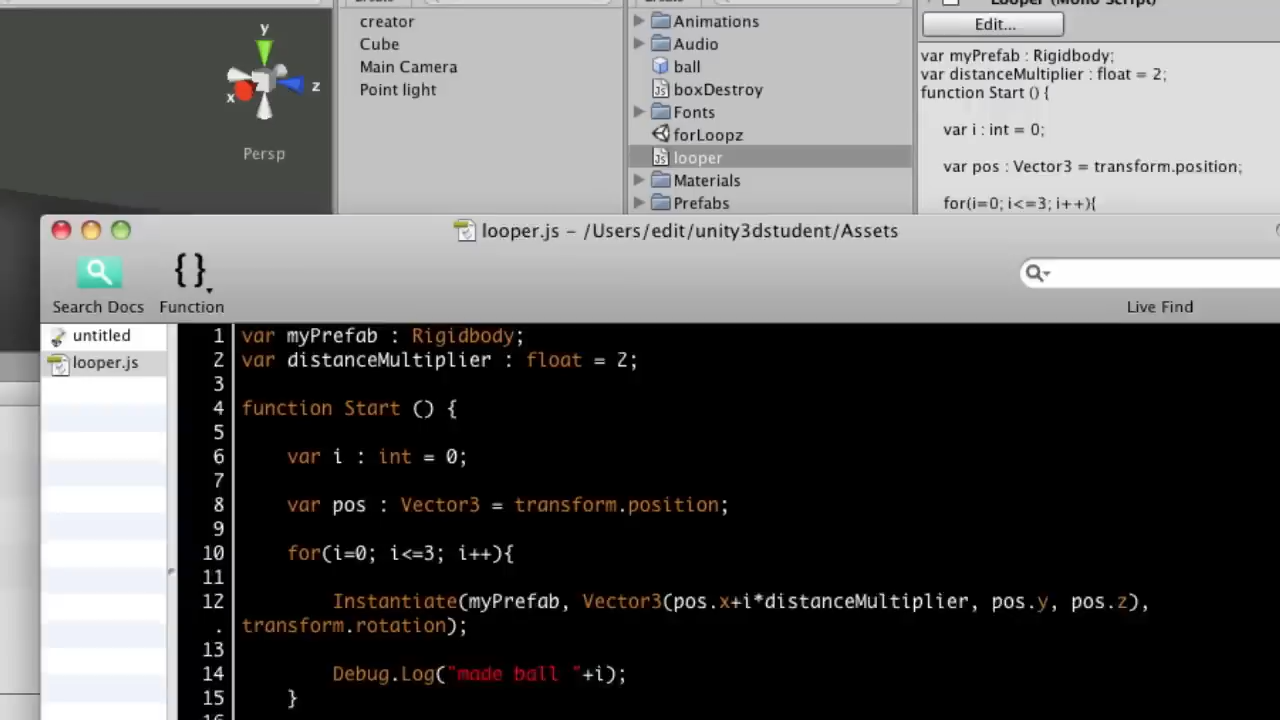 creator
Cube
Main Camera
Point light
y
x
z
Persp
Animations
Audio
ball
boxDestroy
Fonts
forLoopz
looper
Materials
Prefabs
Looper (Mono Script)
Edit...
var myPrefab : Rigidbody;
var distanceMultiplier : float = 2;
function Start () {
var i : int = 0;
var pos : Vector3 = transform.position;
for(i=0; i<=3; i++){
looper.js – /Users/edit/unity3dstudent/Assets
{}
Search Docs
Function
Live Find
untitled
looper.js
1 var myPrefab : Rigidbody;
2 var distanceMultiplier : float = 2;
3
4 function Start () {
5
6 var i : int = 0;
7
8 var pos : Vector3 = transform.position;
9
10 for(i=0; i<=3; i++){
11
12 Instantiate(myPrefab, Vector3(pos.x+i*distanceMultiplier, pos.y, pos.z),
. transform.rotation);
13
14 Debug.Log("made ball "+i);
15 }
16